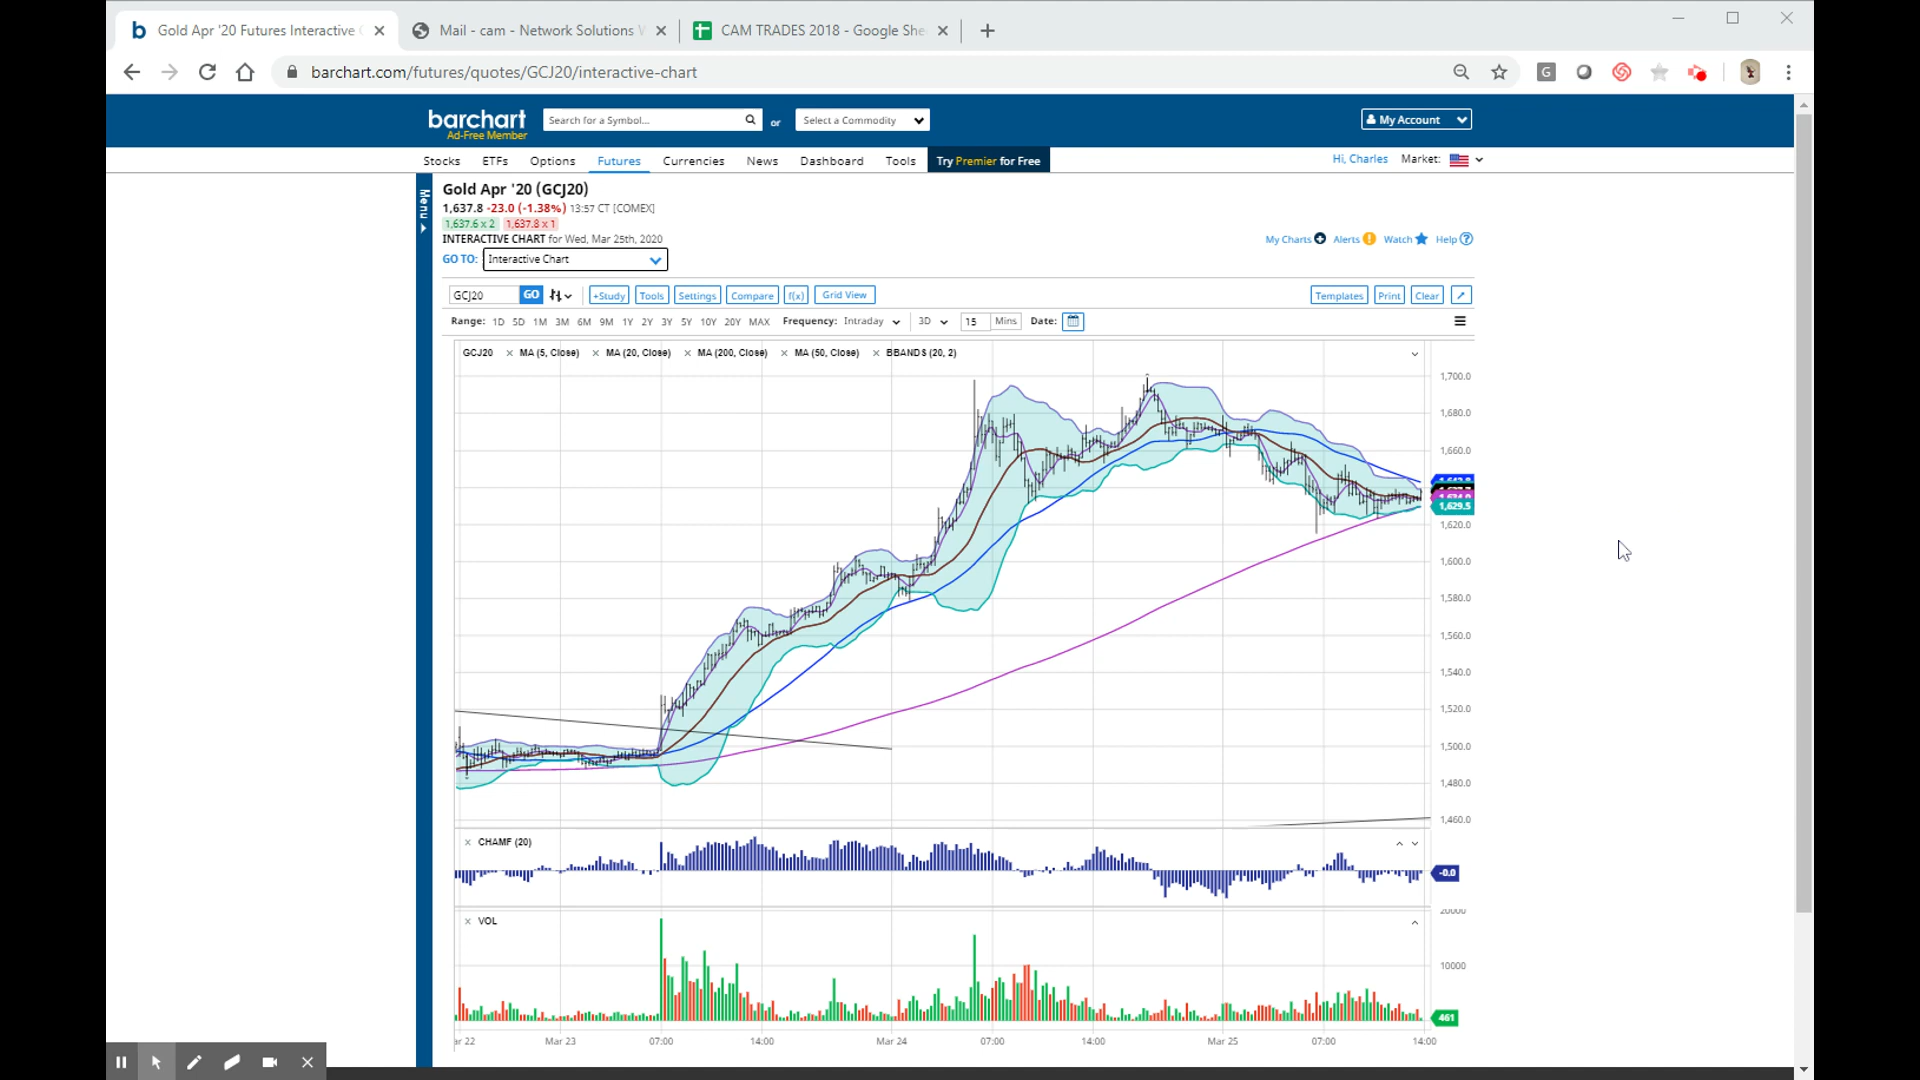 Gold Apr '20 Futures Interactive C
Mail - cam - Network Solutions W
CAM TRADES 2018 - Google She
barchart.com/futures/quotes/GCJ20/interactive-chart
barchart
Ad-Free Member
Search for a Symbol...
or
Select a Commodity
My Account
Stocks ETFs Options Futures Currencies News Dashboard Tools Try Premier for Free
Hi, Charles Market:
Menu
Gold Apr '20 (GCJ20)
1,637.8 -23.0 (-1.38%) 13:57 CT [COMEX]
1,637.6 x 2 1,637.8 x 1
INTERACTIVE CHART for Wed, Mar 25th, 2020
My Charts Alerts Watch Help
GO TO: Interactive Chart
GCJ20 GO +Study Tools Settings Compare f(x) Grid View
Templates Print Clear
Range: 1D 5D 1M 3M 6M 9M 1Y 2Y 3Y 5Y 10Y 20Y MAX Frequency: Intraday 3D 15 Mins Date:
GCJ20 × MA (5, Close) × MA (20, Close) × MA (200, Close) × MA (50, Close) × BBANDS (20, 2)
1,700.0
1,680.0
1,660.0
1,629.5
1,620.0
1,600.0
1,580.0
1,560.0
1,540.0
1,520.0
1,500.0
1,480.0
1,460.0
× CHAMF (20)
-0.0
× VOL
20000
10000
461
ar 22 Mar 23 07:00 14:00 Mar 24 07:00 14:00 Mar 25 07:00 14:00